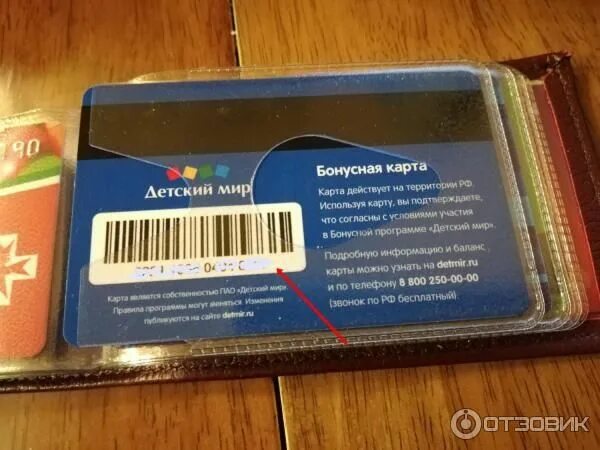 190
Детский мир
Бонусная карта
Карта действует на территории РФ.
Используя карту, вы подтверждаете,
что согласны с условиями участия
в Бонусной программе «Детский мир».
Подробную информацию и баланс
карты можно узнать на detmir.ru
и по телефону 8 800 250-00-00
(звонок по РФ бесплатный)
Карта является собственностью ПАО «Детский мир».
Правила программы могут меняться. Изменения
публикуются на сайте detmir.ru
ОТЗОВИК